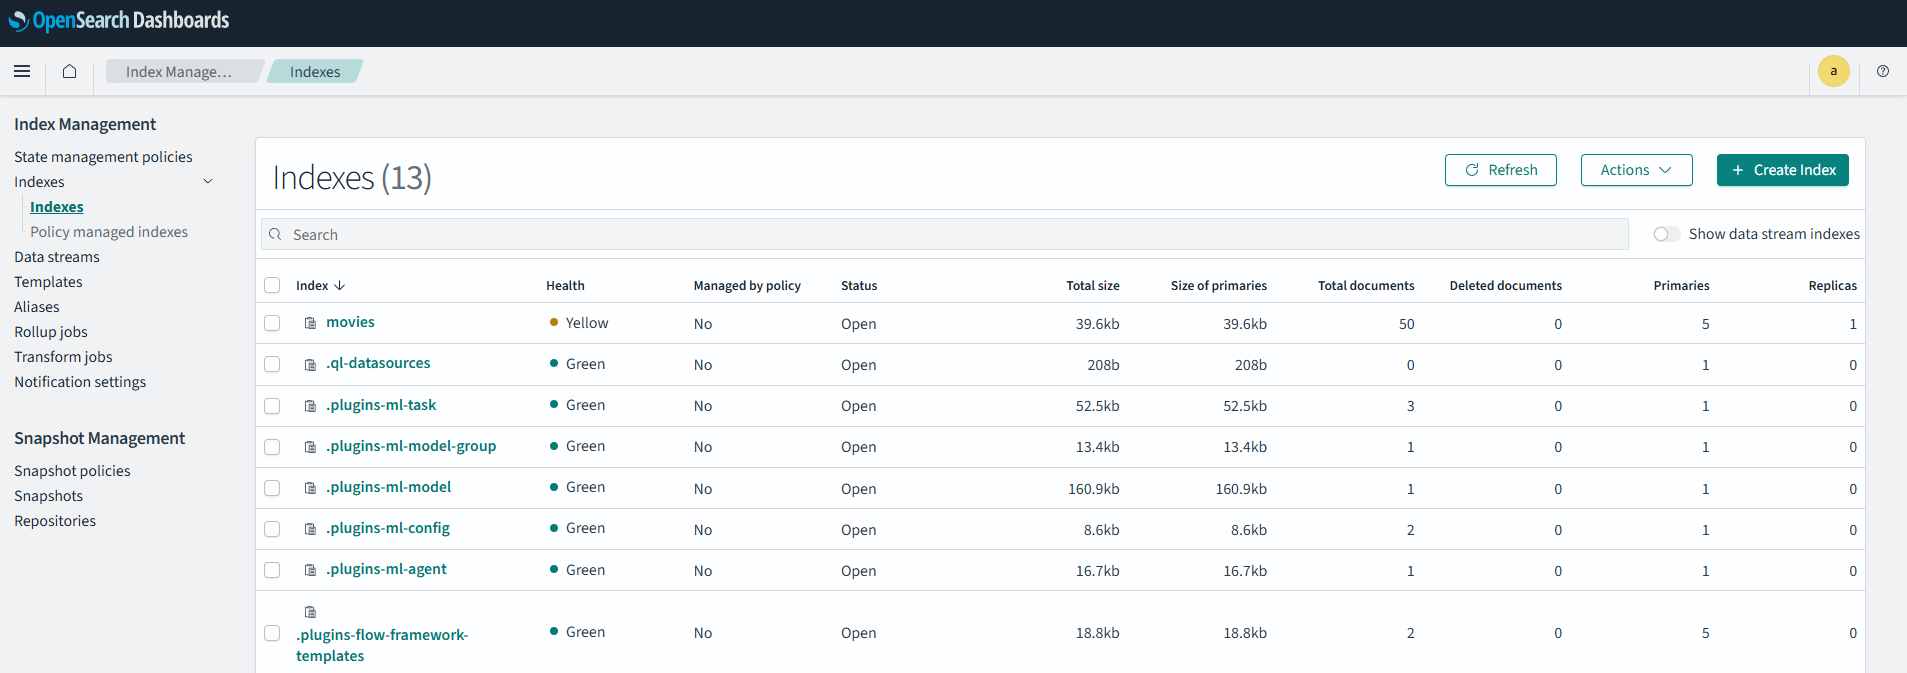 OpenSearch Dashboards
Index Manage…
Indexes
a
Index Management
State management policies
Indexes
Indexes
Policy managed indexes
Data streams
Templates
Aliases
Rollup jobs
Transform jobs
Notification settings
Snapshot Management
Snapshot policies
Snapshots
Repositories
Indexes (13)
Refresh
Actions
+ Create Index
Search
Show data stream indexes
Index Health Managed by policy Status Total size Size of primaries Total documents Deleted documents Primaries Replicas
movies Yellow No Open 39.6kb 39.6kb 50 0 5 1
.ql-datasources Green No Open 208b 208b 0 0 1 0
.plugins-ml-task Green No Open 52.5kb 52.5kb 3 0 1 0
.plugins-ml-model-group Green No Open 13.4kb 13.4kb 1 0 1 0
.plugins-ml-model Green No Open 160.9kb 160.9kb 1 0 1 0
.plugins-ml-config Green No Open 8.6kb 8.6kb 2 0 1 0
.plugins-ml-agent Green No Open 16.7kb 16.7kb 1 0 1 0
.plugins-flow-framework-
templates Green No Open 18.8kb 18.8kb 2 0 5 0